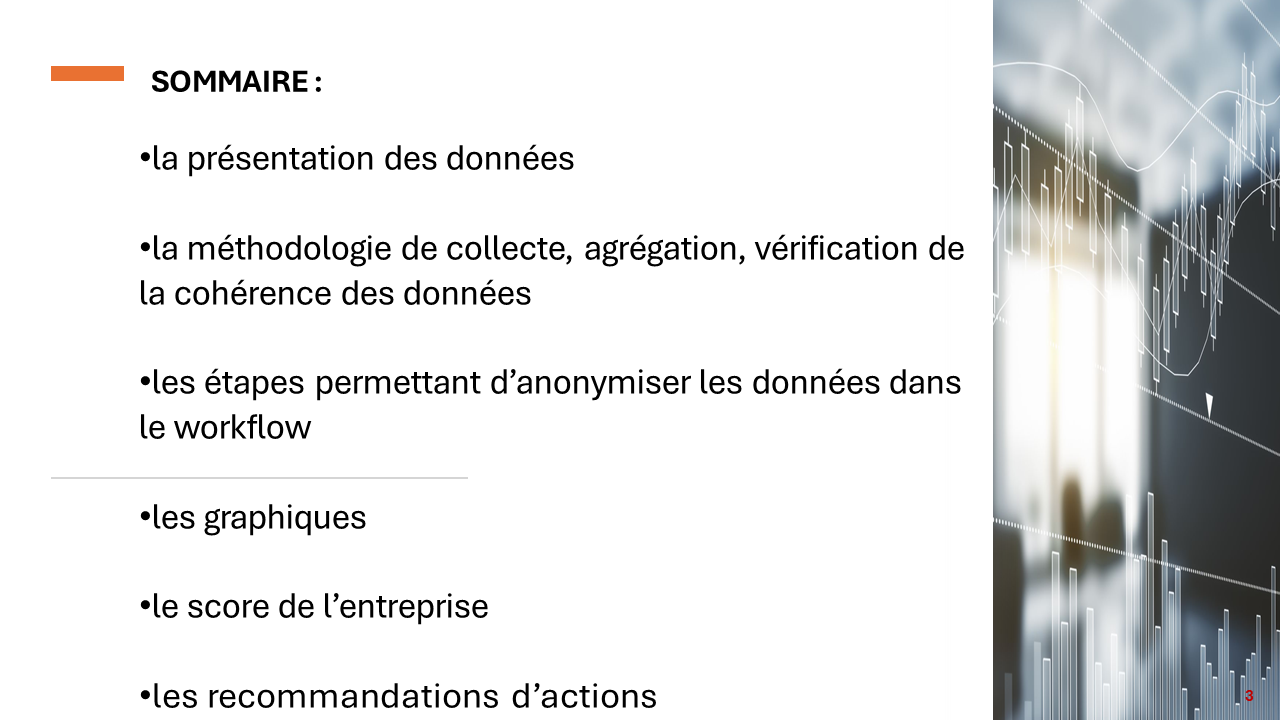 SOMMAIRE :
•la présentation des données
•la méthodologie de collecte, agrégation, vérification de
la cohérence des données
•les étapes permettant d’anonymiser les données dans
le workflow
•les graphiques
•le score de l’entreprise
•les recommandations d’actions
3